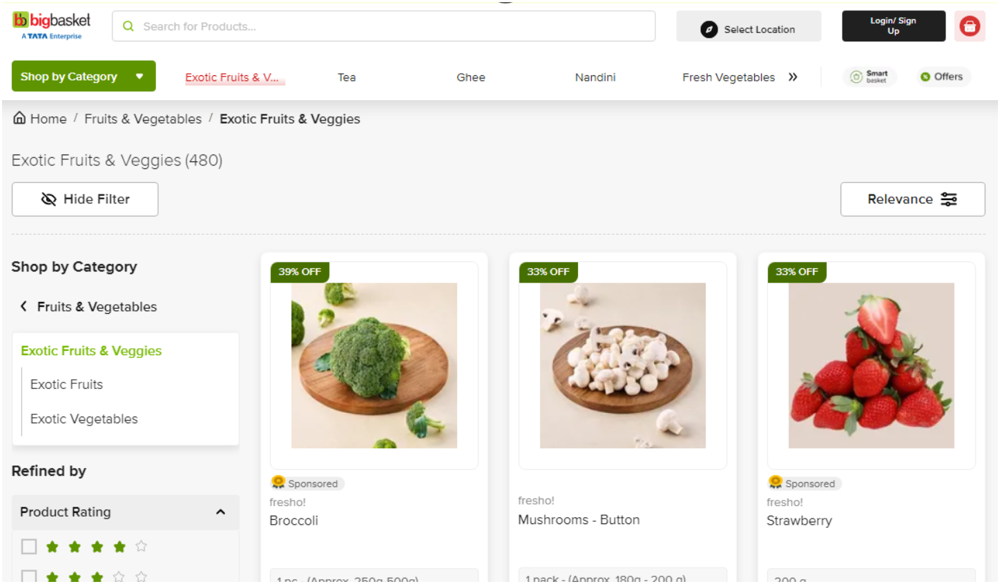 bb bigbasket
A TATA Enterprise
Search for Products...
Select Location
Login/ Sign
Up
Shop by Category
Exotic Fruits & V...
Tea
Ghee
Nandini
Fresh Vegetables »
Smart
basket
Offers
Home / Fruits & Vegetables / Exotic Fruits & Veggies
Exotic Fruits & Veggies (480)
Hide Filter
Relevance
Shop by Category
Fruits & Vegetables
Exotic Fruits & Veggies
Exotic Fruits
Exotic Vegetables
Refined by
Product Rating
39% OFF
Sponsored
fresho!
Broccoli
1 pc - (Approx. 250g-500g)
33% OFF
fresho!
Mushrooms - Button
1 pack - (Approx. 180g - 200 g)
33% OFF
Sponsored
fresho!
Strawberry
200 g